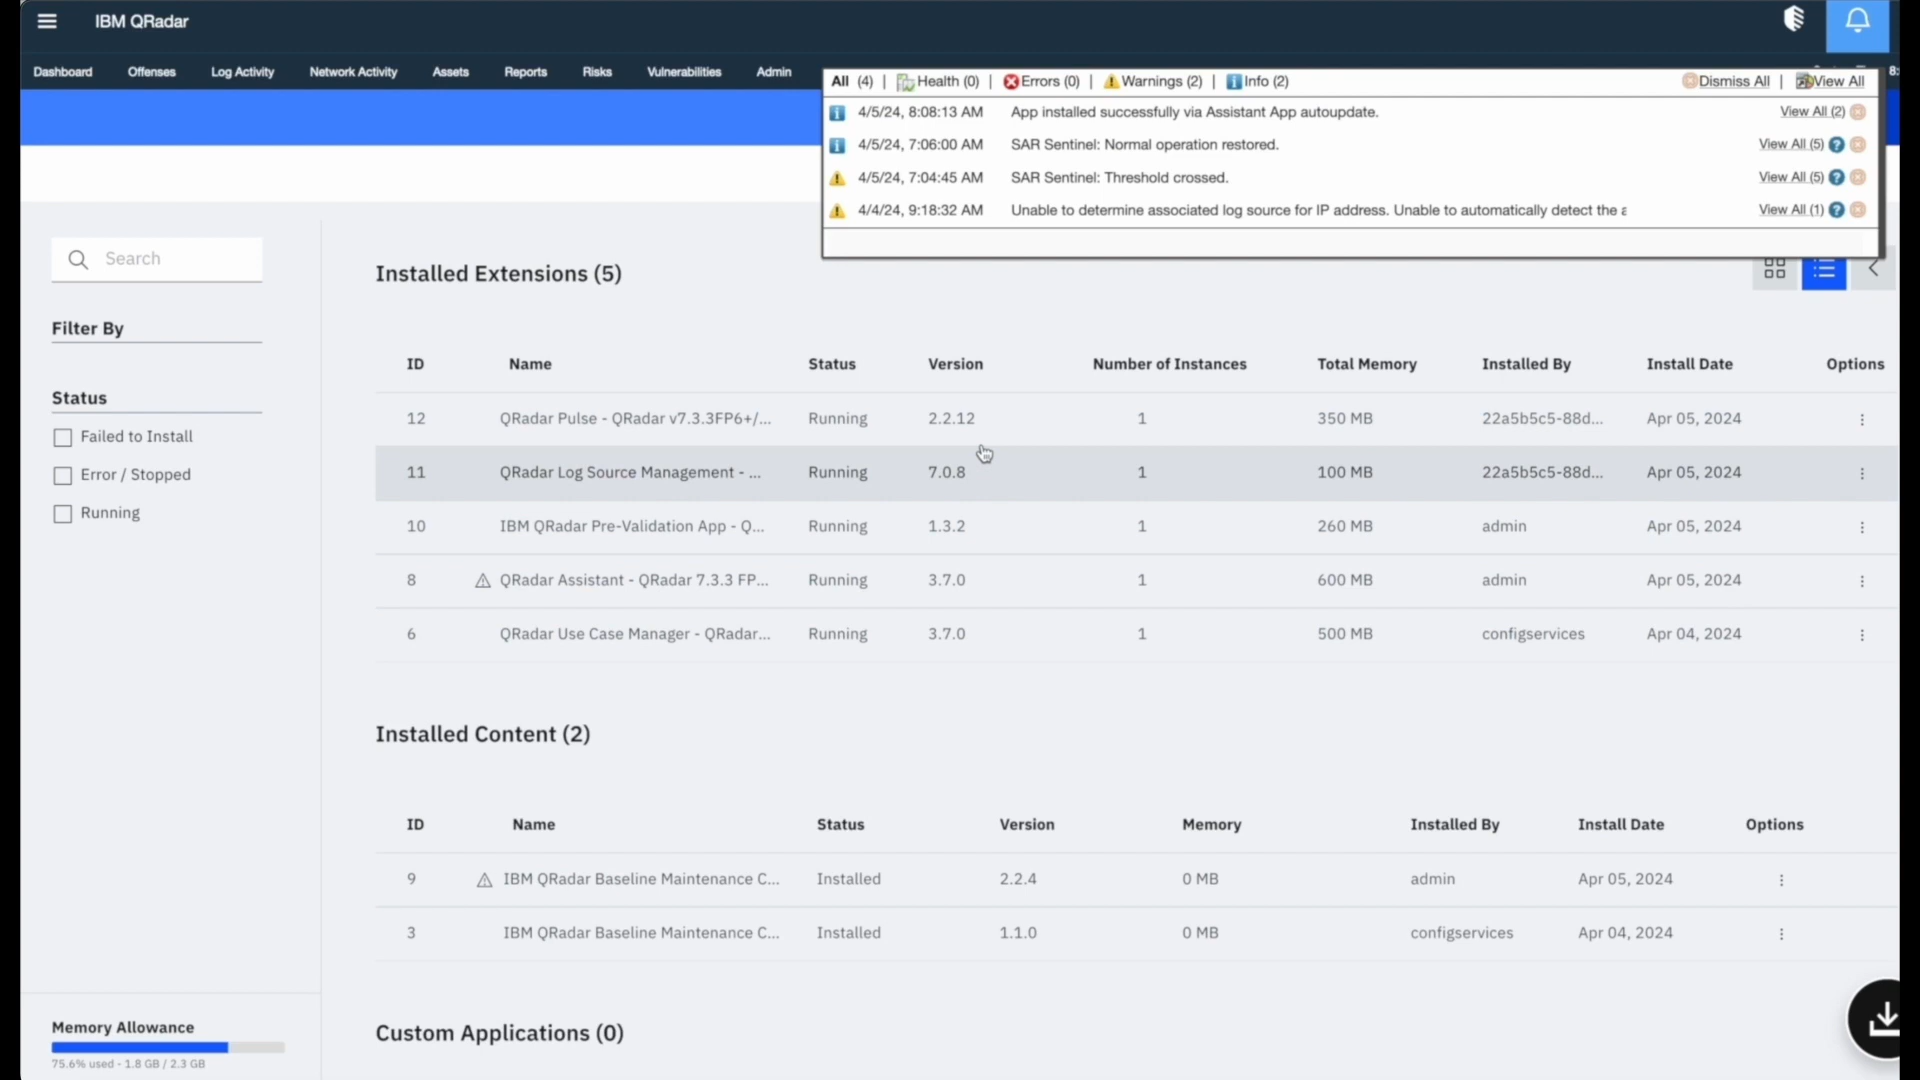 IBM QRadar
Dashboard Offenses Log Activity Network Activity Assets Reports Risks Vulnerabilities Admin
All (4) | Health (0) | Errors (0) | Warnings (2) | Info (2) Dismiss All | View All
4/5/24, 8:08:13 AM App installed successfully via Assistant App autoupdate. View All (2)
4/5/24, 7:06:00 AM SAR Sentinel: Normal operation restored. View All (5)
4/5/24, 7:04:45 AM SAR Sentinel: Threshold crossed. View All (5)
4/4/24, 9:18:32 AM Unable to determine associated log source for IP address. Unable to automatically detect the a View All (1)
Search
Filter By
Status
Failed to Install
Error / Stopped
Running
Installed Extensions (5)
ID Name Status Version Number of Instances Total Memory Installed By Install Date Options
12 QRadar Pulse - QRadar v7.3.3FP6+/... Running 2.2.12 1 350 MB 22a5b5c5-88d... Apr 05, 2024
11 QRadar Log Source Management - ... Running 7.0.8 1 100 MB 22a5b5c5-88d... Apr 05, 2024
10 IBM QRadar Pre-Validation App - Q... Running 1.3.2 1 260 MB admin Apr 05, 2024
8 QRadar Assistant - QRadar 7.3.3 FP... Running 3.7.0 1 600 MB admin Apr 05, 2024
6 QRadar Use Case Manager - QRadar... Running 3.7.0 1 500 MB configservices Apr 04, 2024
Installed Content (2)
ID Name Status Version Memory Installed By Install Date Options
9 IBM QRadar Baseline Maintenance C... Installed 2.2.4 0 MB admin Apr 05, 2024
3 IBM QRadar Baseline Maintenance C... Installed 1.1.0 0 MB configservices Apr 04, 2024
Custom Applications (0)
Memory Allowance
75.6% used - 1.8 GB / 2.3 GB